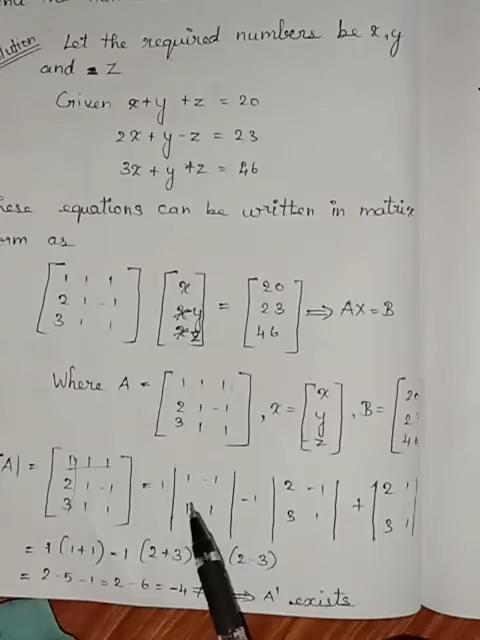 Let the required numbers be x, y
and z
Given x+y+z = 20
2x+y-z = 23
3x+y+z = 46
equations can be written in matrix
as
[1 1 1; 2 1 -1; 3 1 1] [x; y; z] = [20; 23; 46] ⇒ AX = B
Where A = [1 1 1; 2 1 -1; 3 1 1], x = [x; y; z], B = [
|A| = [1 1 1; 2 1 -1; 3 1 1] = 1 |1 -1; 1 1| -1 |2 -1; 3 1| + |2 1; 3 1|
= 1(1+1) - 1(2+3) (2-3)
= 2-5-1 = 2-6 = -4 ⇒ A' exists